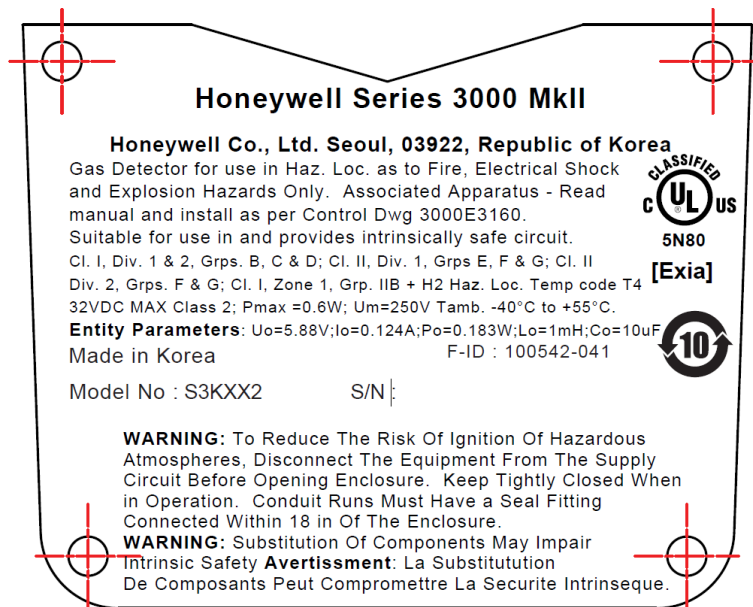 Honeywell Series 3000 MkII
Honeywell Co., Ltd. Seoul, 03922, Republic of Korea
Gas Detector for use in Haz. Loc. as to Fire, Electrical Shock
and Explosion Hazards Only. Associated Apparatus - Read
manual and install as per Control Dwg 3000E3160.
Suitable for use in and provides intrinsically safe circuit.
Cl. I, Div. 1 & 2, Grps. B, C & D; Cl. II, Div. 1, Grps E, F & G; Cl. II
Div. 2, Grps. F & G; Cl. I, Zone 1, Grp. IIB + H2 Haz. Loc. Temp code T4
32VDC MAX Class 2; Pmax =0.6W; Um=250V Tamb. -40°C to +55°C.
Entity Parameters: Uo=5.88V;Io=0.124A;Po=0.183W;Lo=1mH;Co=10uF
CLASSIFIED
C UL ® US
5N80
[Exia]
10
Made in Korea
F-ID : 100542-041
Model No : S3KXX2 S/N :
WARNING: To Reduce The Risk Of Ignition Of Hazardous
Atmospheres, Disconnect The Equipment From The Supply
Circuit Before Opening Enclosure. Keep Tightly Closed When
in Operation. Conduit Runs Must Have a Seal Fitting
Connected Within 18 in Of The Enclosure.
WARNING: Substitution Of Components May Impair
Intrinsic Safety Avertissment: La Substitutution
De Composants Peut Compromettre La Securite Intrinseque.